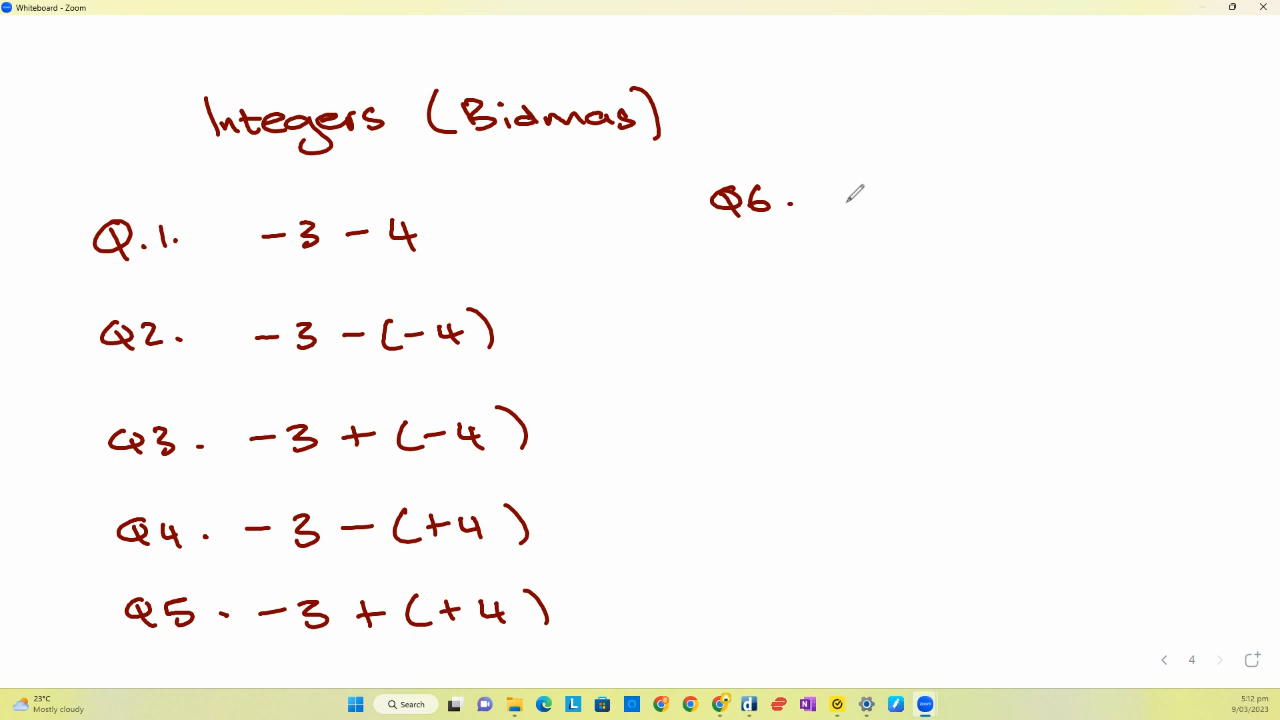 Whiteboard - Zoom
Integers (Bidmas)
Q.1. -3 - 4
Q2. -3 - (-4)
Q3. -3 + (-4)
Q4. -3 - (+4)
Q5. -3 + (+4)
Q6.
4
23°C
Mostly cloudy
Search
5:12 pm
9/03/2023